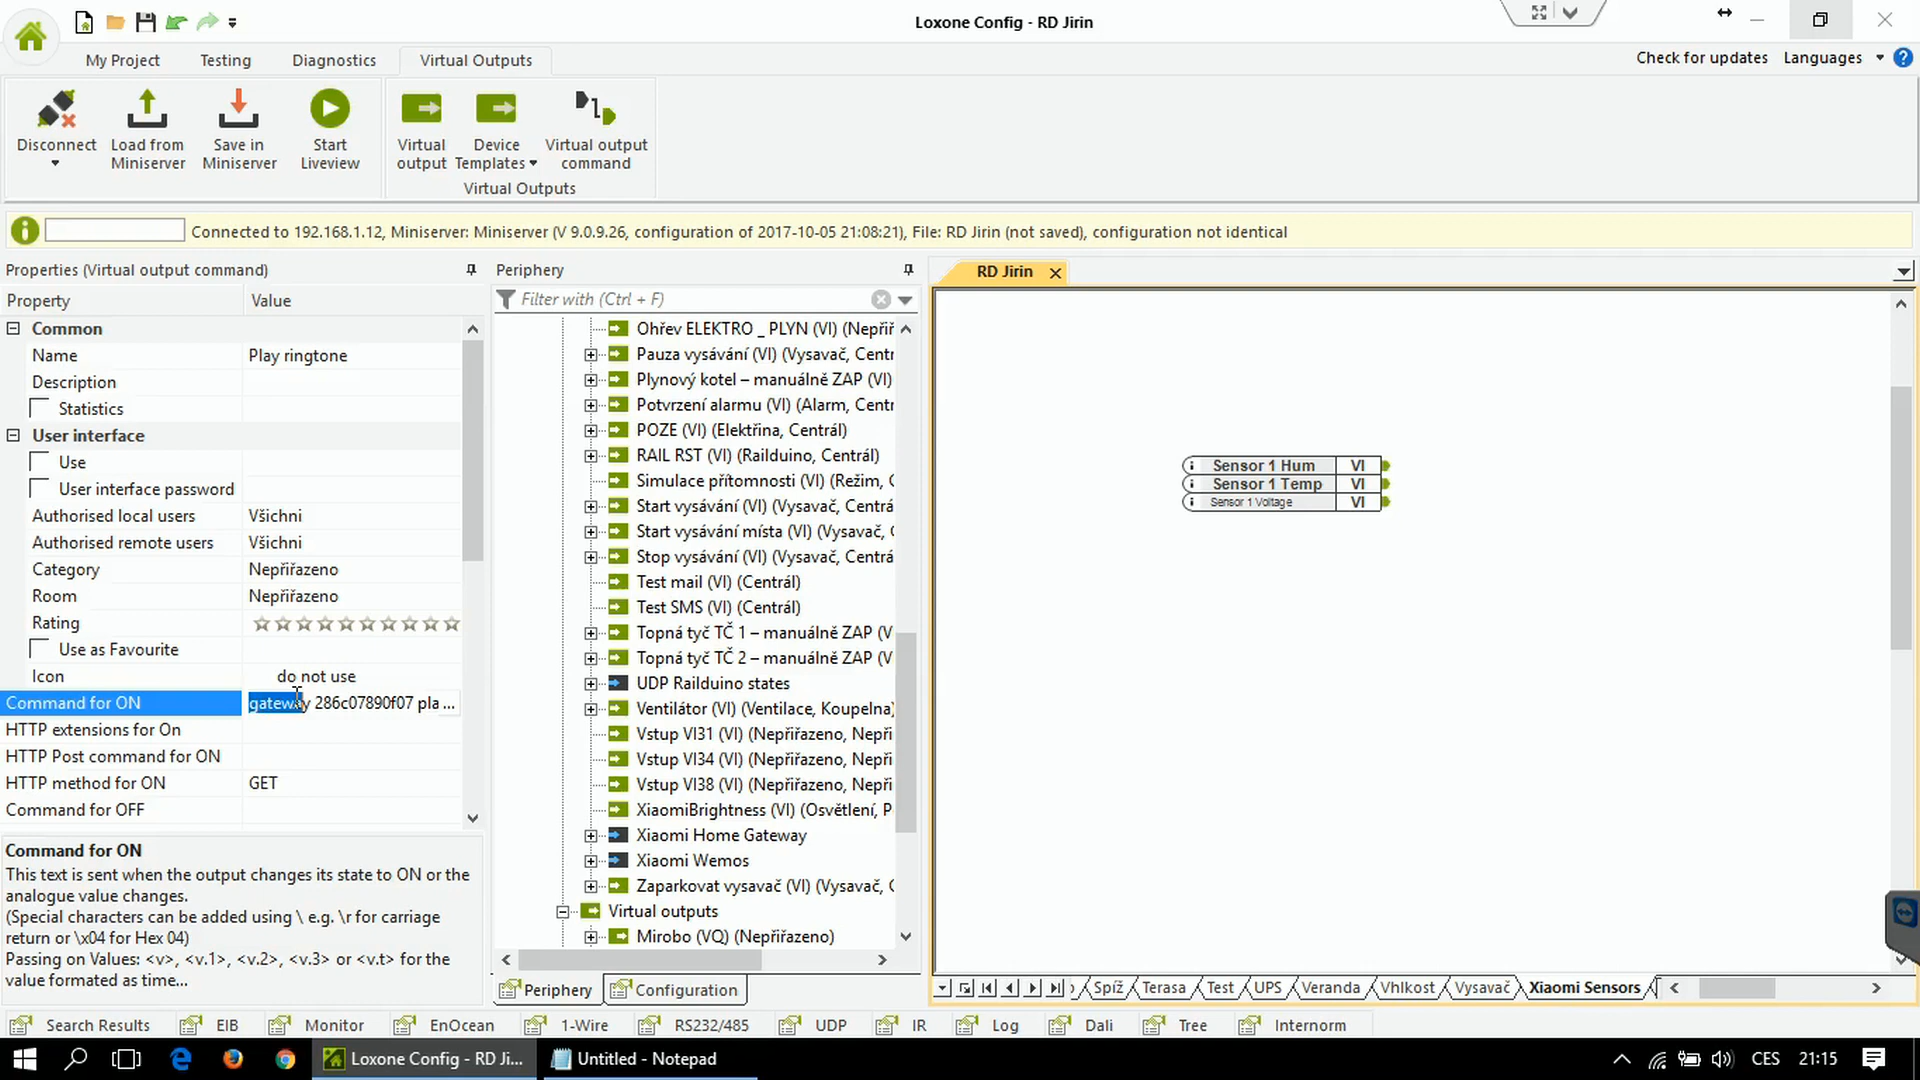 Loxone Config - RD Jirin
My Project
Testing
Diagnostics
Virtual Outputs
Check for updates
Languages
Disconnect
Load from
Miniserver
Save in
Miniserver
Start
Liveview
Virtual
output
Device
Templates
Virtual output
command
Virtual Outputs
Connected to 192.168.1.12, Miniserver: Miniserver (V 9.0.9.26, configuration of 2017-10-05 21:08:21), File: RD Jirin (not saved), configuration not identical
Properties (Virtual output command)
Property Value
Common
Name Play ringtone
Description
Statistics
User interface
Use
User interface password
Authorised local users Všichni
Authorised remote users Všichni
Category Nepřiřazeno
Room Nepřiřazeno
Rating
Use as Favourite
Icon do not use
Command for ON gateway 286c07890f07 pla ...
HTTP extensions for On
HTTP Post command for ON
HTTP method for ON GET
Command for OFF
Command for ON
This text is sent when the output changes its state to ON or the
analogue value changes.
(Special characters can be added using \ e.g. \r for carriage
return or \x04 for Hex 04)
Passing on Values: <v>, <v.1>, <v.2>, <v.3> or <v.t> for the
value formatted as time...
Periphery
Filter with (Ctrl + F)
Ohřev ELEKTRO _ PLYN (VI) (Nepřiř
Pauza vysávání (VI) (Vysavač, Centr
Plynový kotel – manuálně ZAP (VI)
Potvrzení alarmu (VI) (Alarm, Centr
POZE (VI) (Elektřina, Centrál)
RAIL RST (VI) (Railduino, Centrál)
Simulace přítomnosti (VI) (Režim, C
Start vysávání (VI) (Vysavač, Centrá
Start vysávání místa (VI) (Vysavač, C
Stop vysávání (VI) (Vysavač, Centrá
Test mail (VI) (Centrál)
Test SMS (VI) (Centrál)
Topná tyč TČ 1 – manuálně ZAP (V
Topná tyč TČ 2 – manuálně ZAP (V
UDP Railduino states
Ventilátor (VI) (Ventilace, Koupelna)
Vstup VI31 (VI) (Nepřiřazeno, Nepři
Vstup VI34 (VI) (Nepřiřazeno, Nepři
Vstup VI38 (VI) (Nepřiřazeno, Nepři
XiaomiBrightness (VI) (Osvětlení, P
Xiaomi Home Gateway
Xiaomi Wemos
Zaparkovat vysavač (VI) (Vysavač, C
Virtual outputs
Mirobo (VQ) (Nepřiřazeno)
Periphery Configuration
RD Jirin
i Sensor 1 Hum VI
i Sensor 1 Temp VI
i Sensor 1 Voltage VI
Spíž Terasa Test UPS Veranda Vhlkost Vysavač Xiaomi Sensors
Search Results EIB Monitor EnOcean 1-Wire RS232/485 UDP IR Log Dali Tree Internorm
Loxone Config - RD Ji... Untitled - Notepad CES 21:15